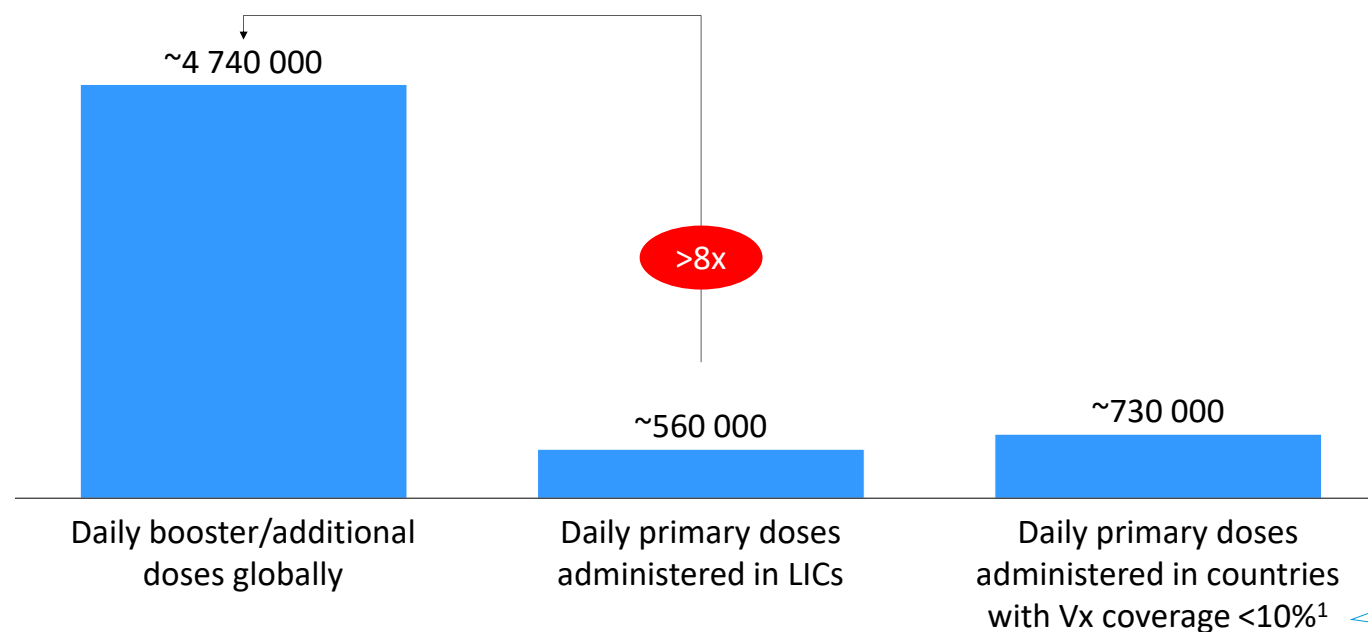 ~4 740 000
>8x
~560 000
~730 000
Daily booster/additional
doses globally
Daily primary doses
administered in LICs
Daily primary doses
administered in countries
with Vx coverage <10%¹